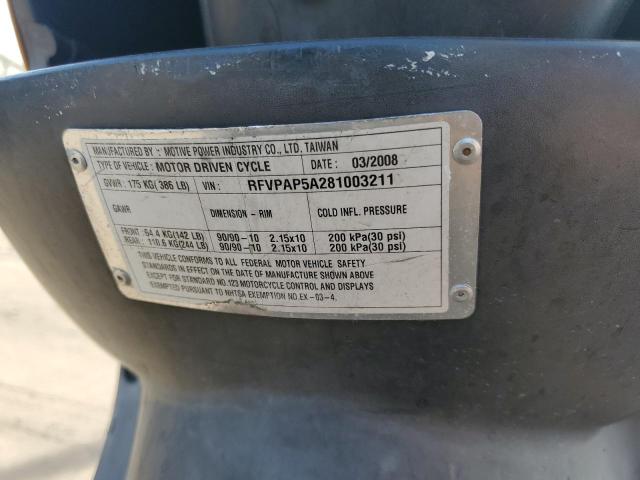 MANUFACTURED BY : MOTIVE POWER INDUSTRY CO., LTD. TAIWAN
TYPE OF VEHICLE: MOTOR DRIVEN CYCLE DATE : 03/2008
GVWR : 175 KG(386 LB) VIN : RFVPAP5A281003211
GAWR DIMENSION - RIM COLD INFL. PRESSURE
FRONT : 64.4 KG(142 LB) 90/90-10 2.15x10 200 kPa(30 psi)
REAR : 110.6 KG(244 LB) 90/90-10 2.15x10 200 kPa(30 psi)
THIS VEHICLE CONFORMS TO ALL FEDERAL MOTOR VEHICLE SAFETY
STANDARDS IN EFFECT ON THE DATE OF MANUFACTURE SHOWN ABOVE
EXCEPT FOR STANDARD NO.123 MOTORCYCLE CONTROL AND DISPLAYS
EXEMPTED PURSUANT TO NHTSA EXEMPTION NO.EX-03-4.